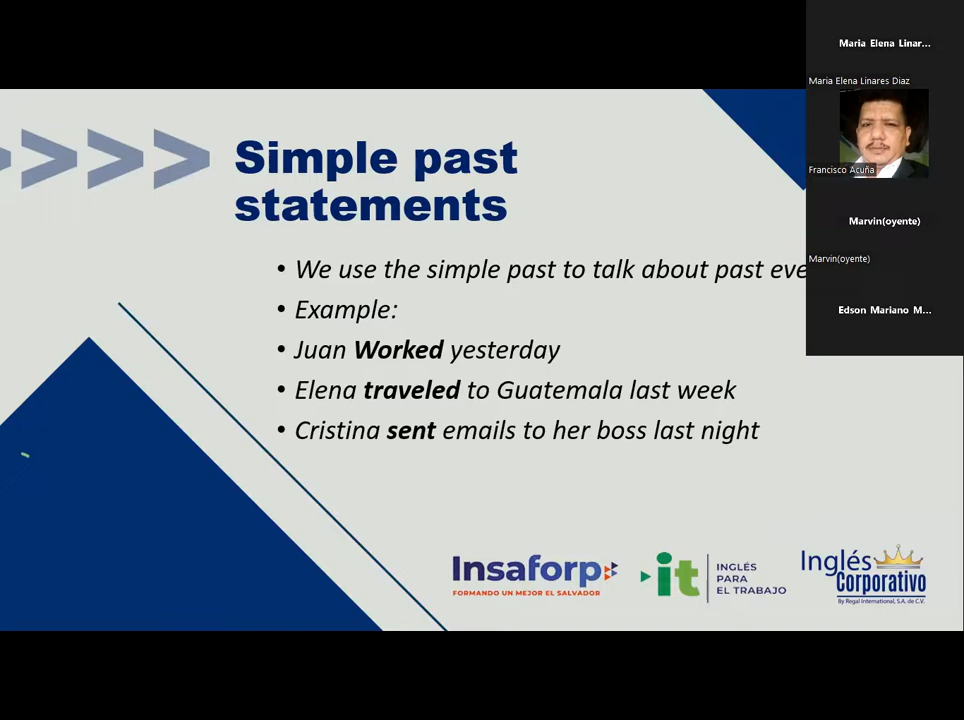 Simple past
statements
• We use the simple past to talk about past eve
• Example:
• Juan Worked yesterday
• Elena traveled to Guatemala last week
• Cristina sent emails to her boss last night
Insaforp
FORMANDO UN MEJOR EL SALVADOR
it
INGLÉS
PARA
EL TRABAJO
Inglés
Corporativo
By Regal International, S.A. de C.V.
Maria Elena Linar...
Maria Elena Linares Diaz
Francisco Acuña
Marvin(oyente)
Marvin(oyente)
Edson Mariano M...